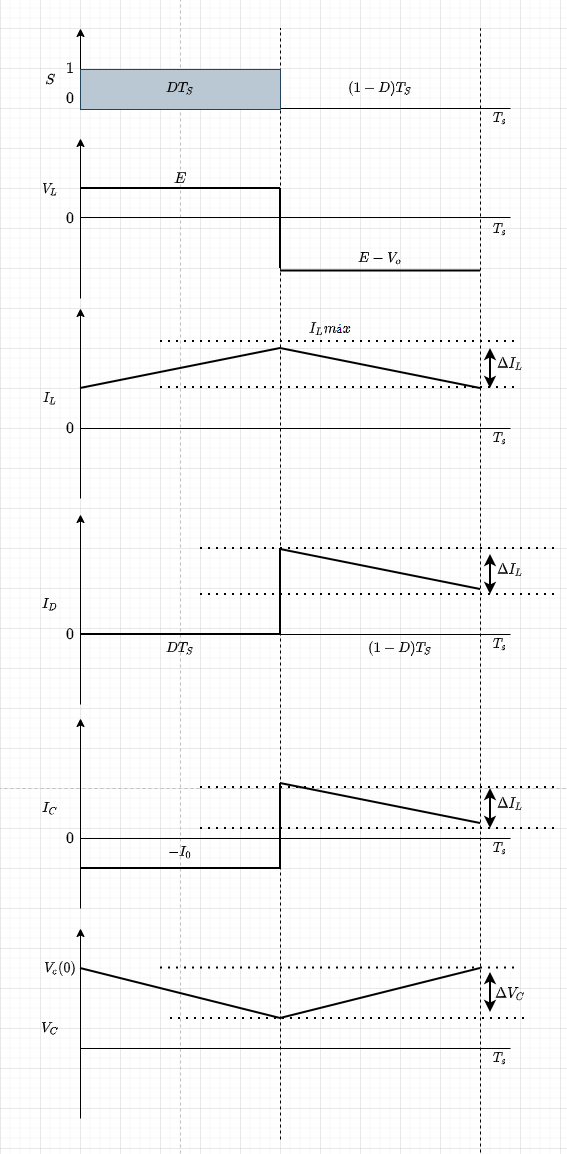 1
S
DT_S
(1 − D)T_S
0
T_s
E
V_L
0
T_s
E − V_o
I_L máx
ΔI_L
I_L
0
T_s
ΔI_L
I_D
0
DT_S
(1 − D)T_S
T_s
ΔI_L
I_C
0
−I_0
T_s
V_c(0)
ΔV_C
V_C
T_s